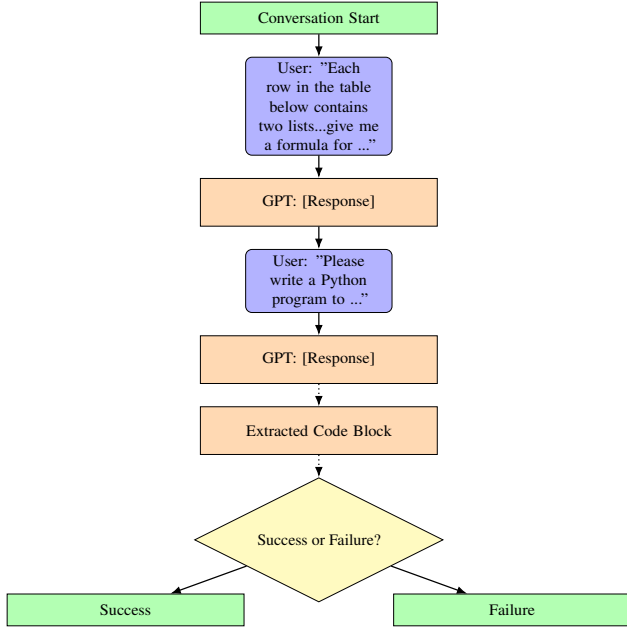 Conversation Start
User: ”Each
row in the table
below contains
two lists...give me
a formula for ...”
GPT: [Response]
User: ”Please
write a Python
program to ...”
GPT: [Response]
Extracted Code Block
Success or Failure?
Success
Failure